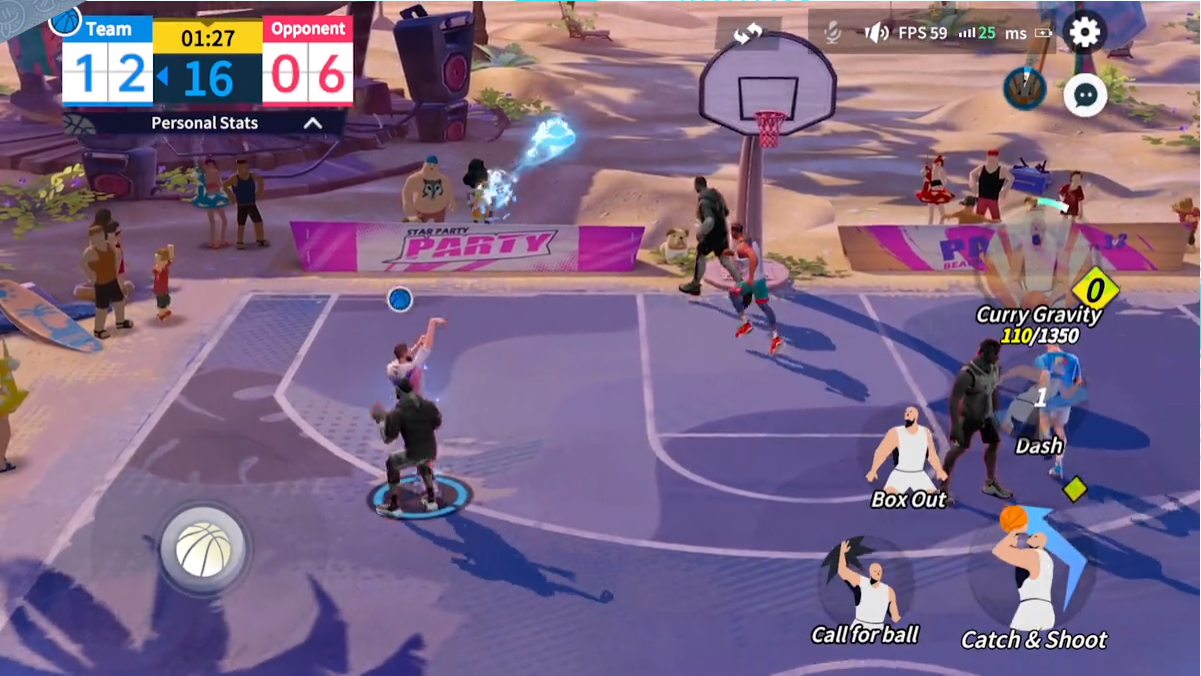 Team
01:27
Opponent
FPS 59
25 ms
12
16
06
Personal Stats
STAR PARTY
PARTY
PA
0
Curry Gravity
110/1350
1
Dash
Box Out
Call for ball
Catch & Shoot